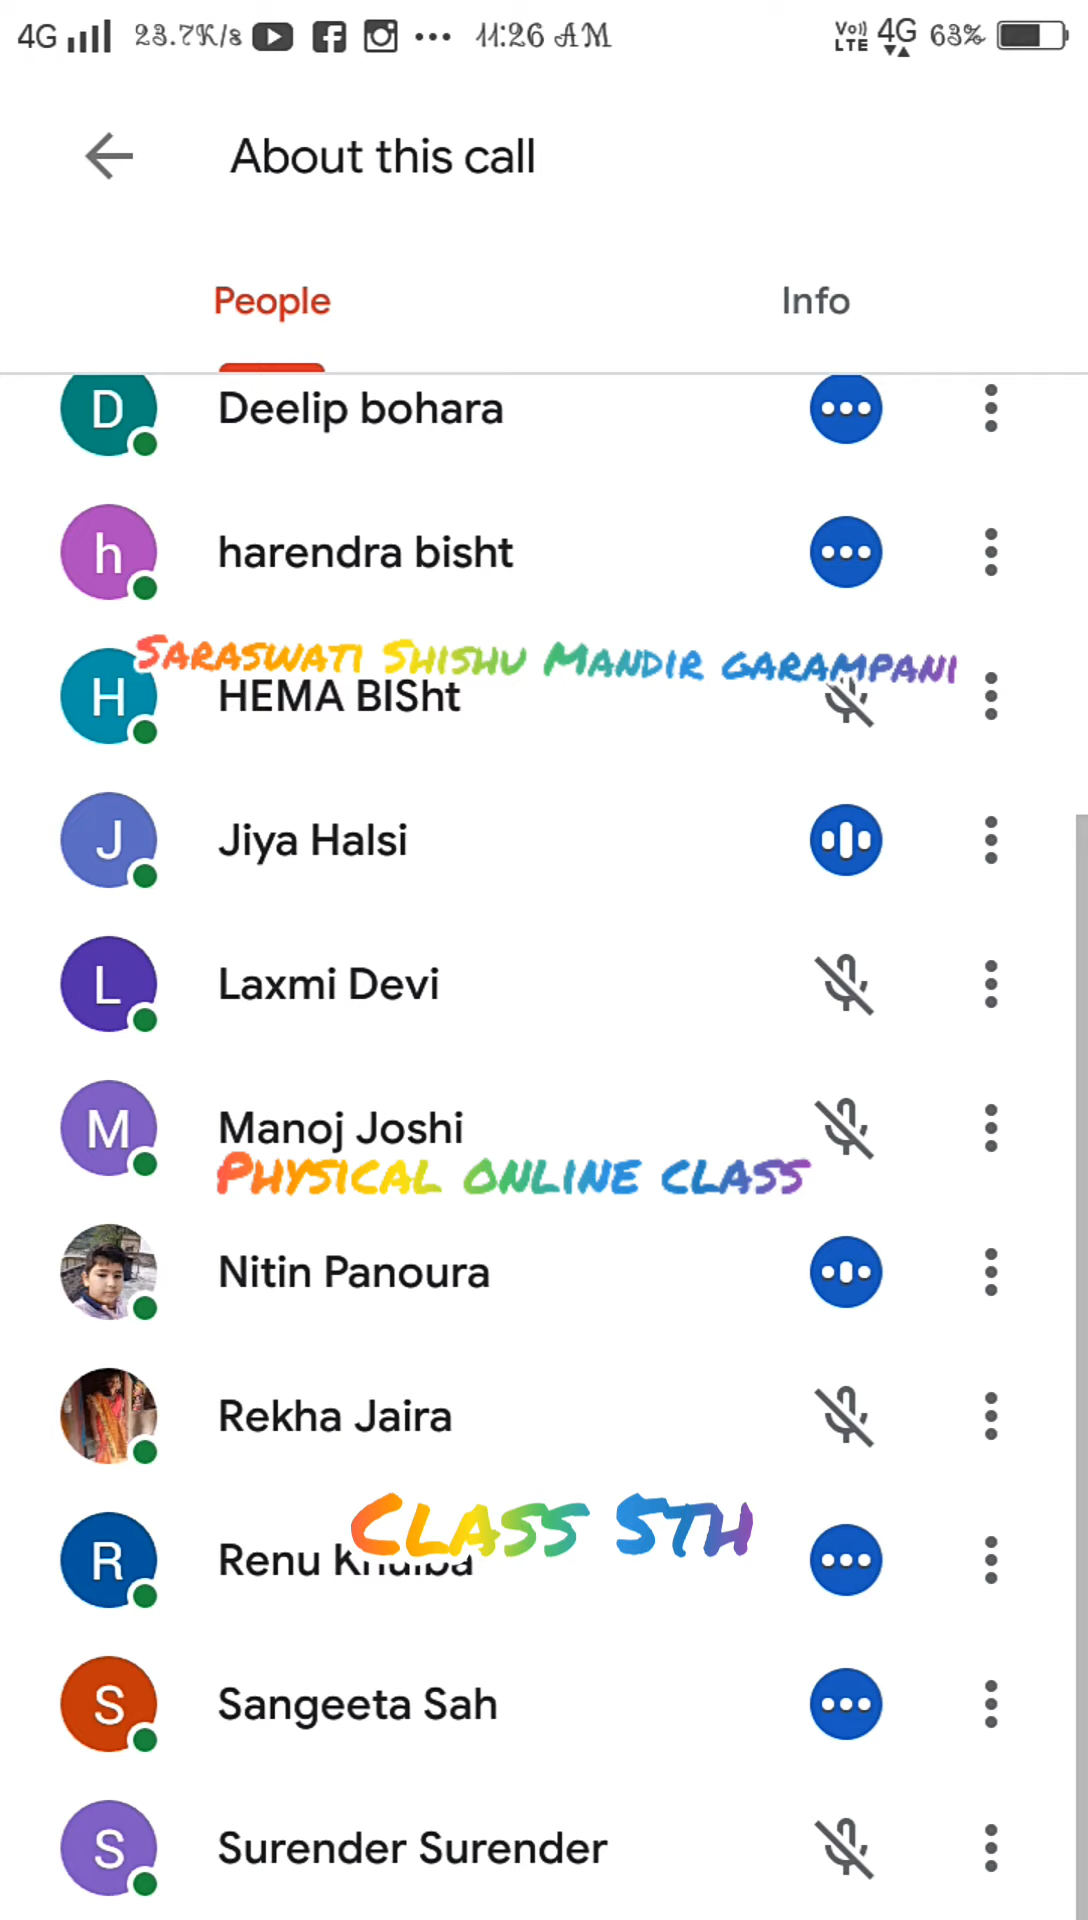 4G 23.7K/s 11:26 AM Vo)) LTE 4G 63%
About this call
People Info
D Deelip bohara
h harendra bisht
Saraswati Shishu Mandir garampani
H HEMA BISht
J Jiya Halsi
L Laxmi Devi
M Manoj Joshi
Physical online class
Nitin Panoura
Rekha Jaira
Class 5th
R Renu
S Sangeeta Sah
S Surender Surender